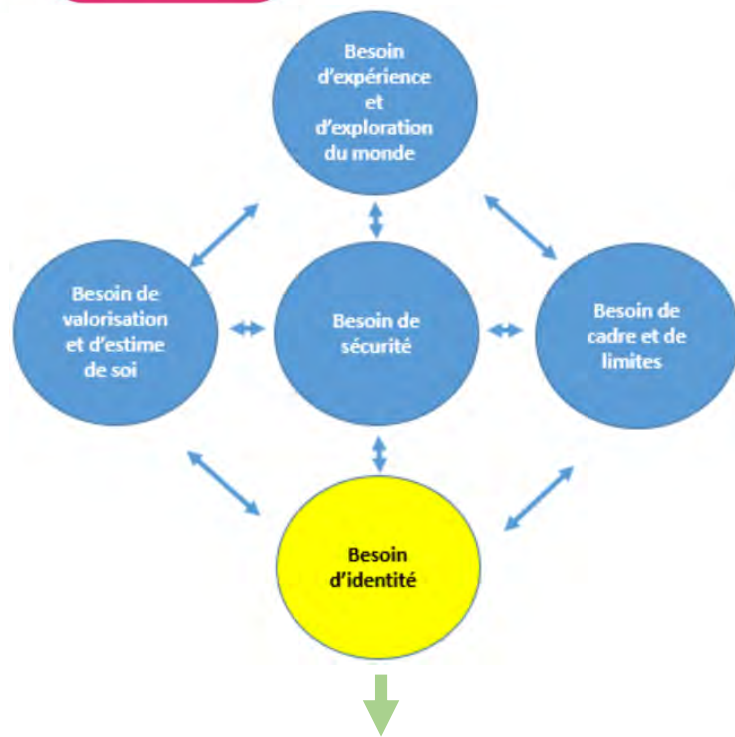 Besoin
d'expérience
et
d'exploration
du monde
Besoin de
valorisation
et d'estime
de soi
Besoin de
sécurité
Besoin de
cadre et de
limites
Besoin
d'identité